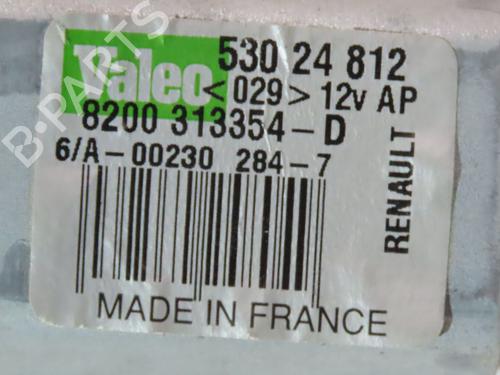 B-PARTS
Valeo
530 24 812
<029> 12v AP
8200 313354-D
6/A-00230 284-7
RENAULT
MADE IN FRANCE